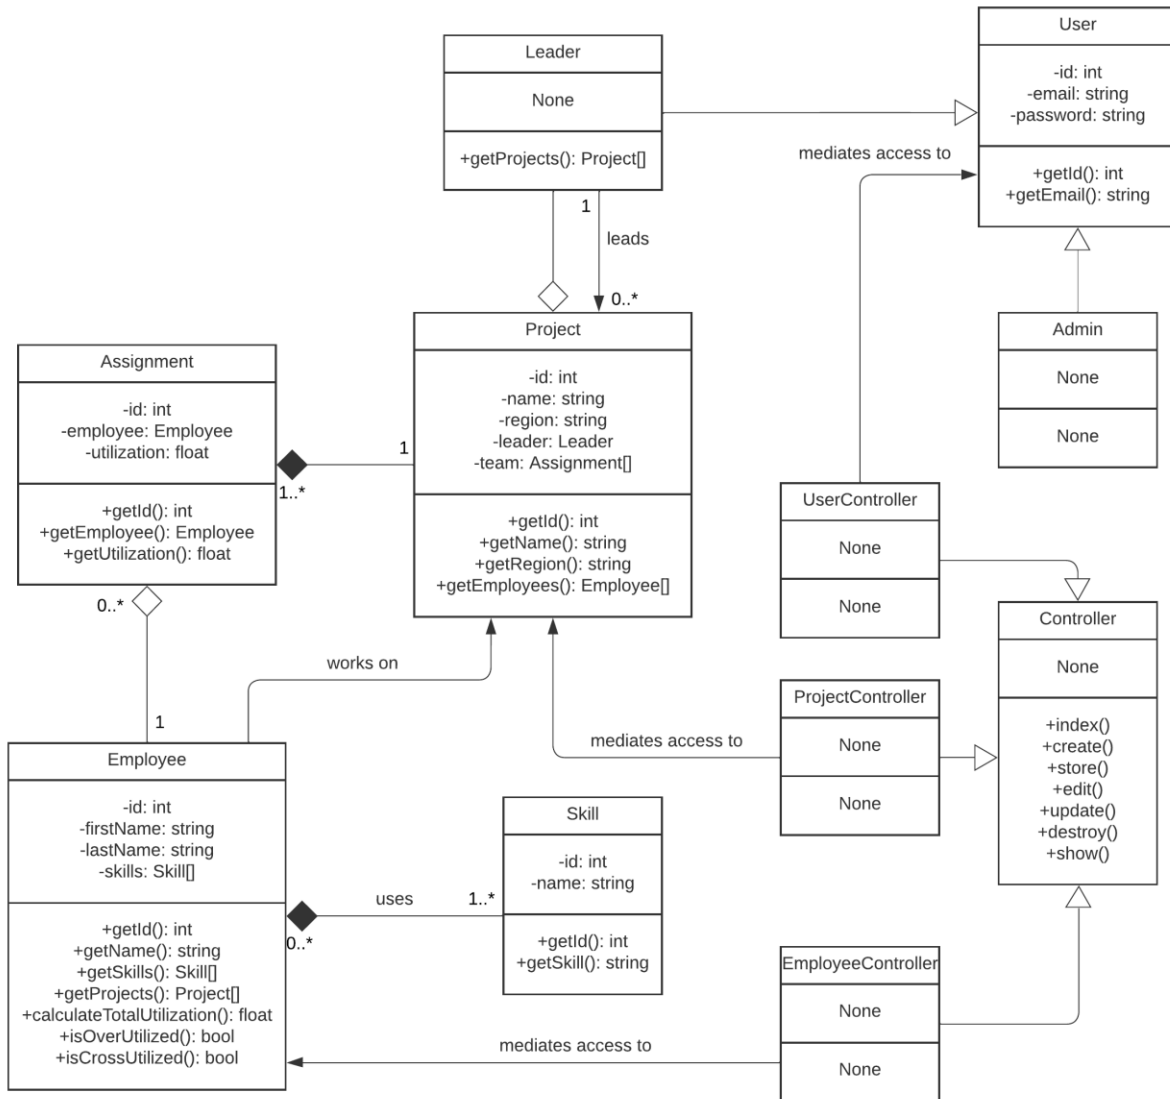 Leader
None
+getProjects(): Project[]
User
-id: int
-email: string
-password: string
+getId(): int
+getEmail(): string
mediates access to
1
leads
0..*
Project
-id: int
-name: string
-region: string
-leader: Leader
-team: Assignment[]
+getId(): int
+getName(): string
+getRegion(): string
+getEmployees(): Employee[]
Admin
None
None
Assignment
-id: int
-employee: Employee
-utilization: float
+getId(): int
+getEmployee(): Employee
+getUtilization(): float
1
1..*
0..*
1
works on
UserController
None
None
Controller
None
+index()
+create()
+store()
+edit()
+update()
+destroy()
+show()
ProjectController
None
None
mediates access to
Employee
-id: int
-firstName: string
-lastName: string
-skills: Skill[]
+getId(): int
+getName(): string
+getSkills(): Skill[]
+getProjects(): Project[]
+calculateTotalUtilization(): float
+isOverUtilized(): bool
+isCrossUtilized(): bool
uses
1..*
0..*
Skill
-id: int
-name: string
+getId(): int
+getSkill(): string
EmployeeController
None
None
mediates access to